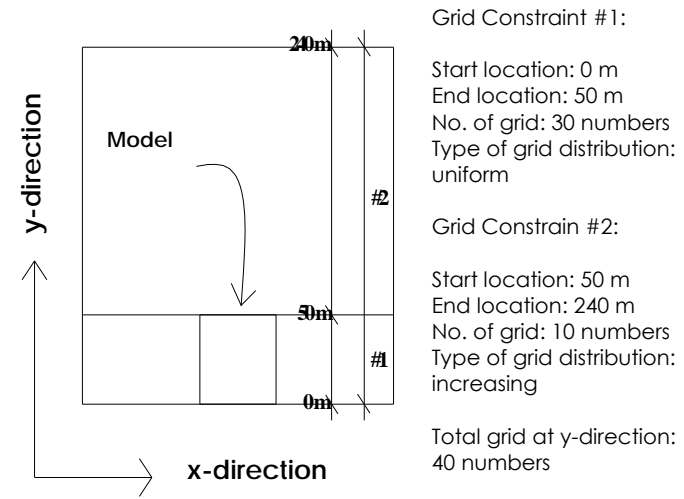 240m
Model
y-direction
#2
50m
#1
0m
x-direction
Grid Constraint #1:
Start location: 0 m
End location: 50 m
No. of grid: 30 numbers
Type of grid distribution:
uniform
Grid Constrain #2:
Start location: 50 m
End location: 240 m
No. of grid: 10 numbers
Type of grid distribution:
increasing
Total grid at y-direction:
40 numbers